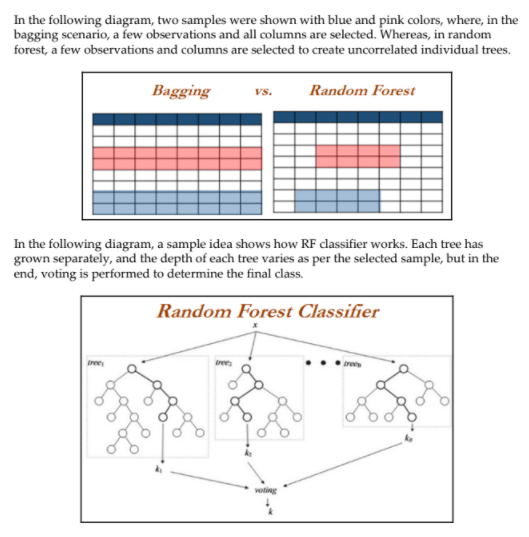 In the following diagram, two samples were shown with blue and pink colors, where, in the
bagging scenario, a few observations and all columns are selected. Whereas, in random
forest, a few observations and columns are selected to create uncorrelated individual trees.
Bagging vs. Random Forest
In the following diagram, a sample idea shows how RF classifier works. Each tree has
grown separately, and the depth of each tree varies as per the selected sample, but in the
end, voting is performed to determine the final class.
Random Forest Classifier
x
tree₁ tree₂ • • •
k₁ k₂
voting
k